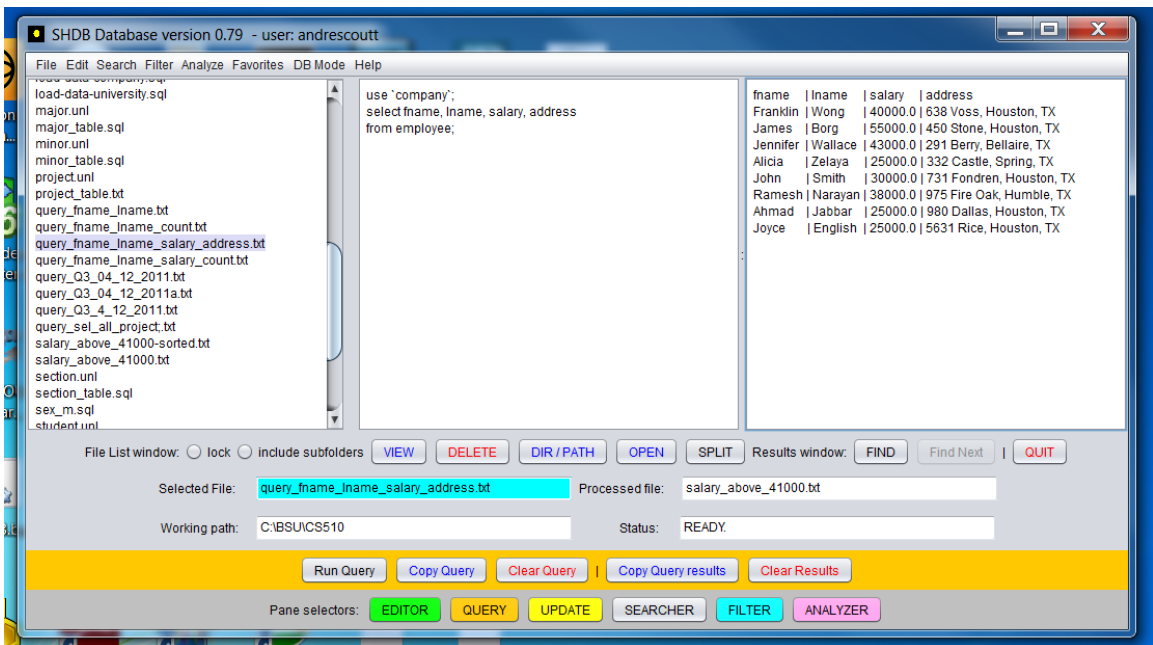 SHDB Database version 0.79 - user: andrescoutt
File Edit Search Filter Analyze Favorites DB Mode Help
load-data-company.sql
load-data-university.sql
major.unl
major_table.sql
minor.unl
minor_table.sql
project.unl
project_table.txt
query_fname_lname.txt
query_fname_lname_count.txt
query_fname_lname_salary_address.txt
query_fname_lname_salary_count.txt
query_Q3_04_12_2011.txt
query_Q3_04_12_2011a.txt
query_Q3_4_12_2011.txt
query_sel_all_project;.txt
salary_above_41000-sorted.txt
salary_above_41000.txt
section.unl
section_table.sql
sex_m.sql
student.unl
use `company`;
select fname, lname, salary, address
from employee;
fname | lname | salary | address
Franklin | Wong | 40000.0 | 638 Voss, Houston, TX
James | Borg | 55000.0 | 450 Stone, Houston, TX
Jennifer | Wallace | 43000.0 | 291 Berry, Bellaire, TX
Alicia | Zelaya | 25000.0 | 332 Castle, Spring, TX
John | Smith | 30000.0 | 731 Fondren, Houston, TX
Ramesh | Narayan | 38000.0 | 975 Fire Oak, Humble, TX
Ahmad | Jabbar | 25000.0 | 980 Dallas, Houston, TX
Joyce | English | 25000.0 | 5631 Rice, Houston, TX
File List window: lock include subfolders VIEW DELETE DIR / PATH OPEN SPLIT Results window: FIND Find Next | QUIT
Selected File: query_fname_lname_salary_address.txt Processed file: salary_above_41000.txt
Working path: C:\BSU\CS510 Status: READY.
Run Query Copy Query Clear Query | Copy Query results Clear Results
Pane selectors: EDITOR QUERY UPDATE SEARCHER FILTER ANALYZER